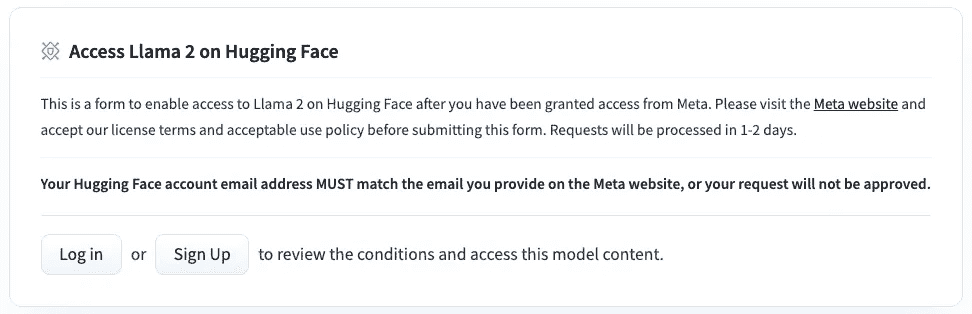 Access Llama 2 on Hugging Face
This is a form to enable access to Llama 2 on Hugging Face after you have been granted access from Meta. Please visit the Meta website and
accept our license terms and acceptable use policy before submitting this form. Requests will be processed in 1-2 days.
Your Hugging Face account email address MUST match the email you provide on the Meta website, or your request will not be approved.
Log in or Sign Up to review the conditions and access this model content.